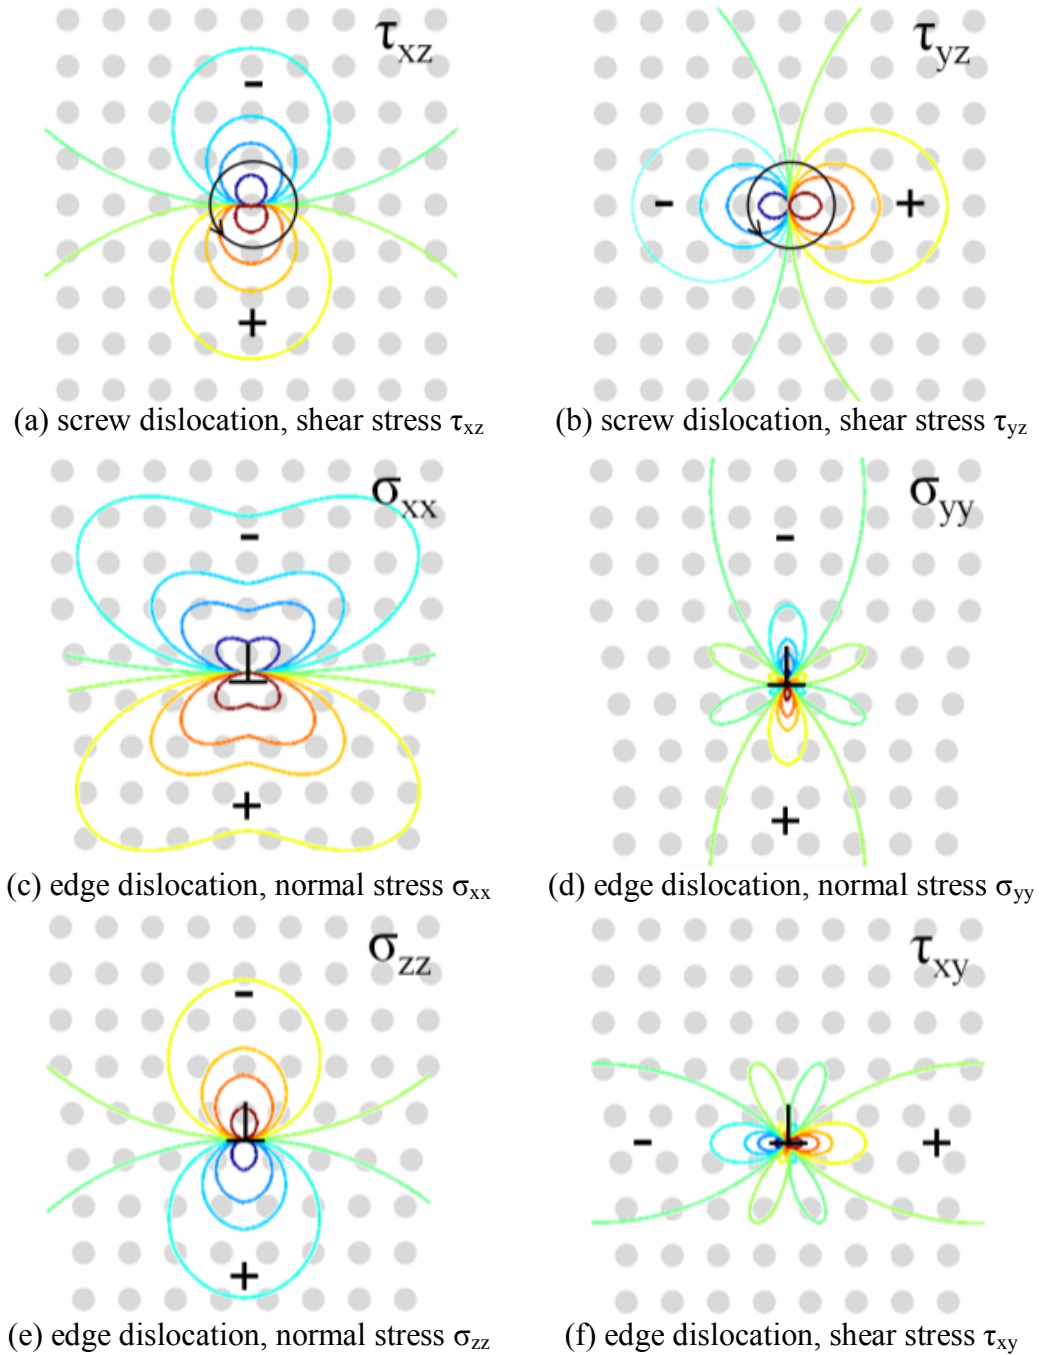 τxz
-
+
(a) screw dislocation, shear stress τxz
τyz
- +
(b) screw dislocation, shear stress τyz
σxx
-
+
(c) edge dislocation, normal stress σxx
σyy
-
+
(d) edge dislocation, normal stress σyy
σzz
-
+
(e) edge dislocation, normal stress σzz
τxy
- +
(f) edge dislocation, shear stress τxy